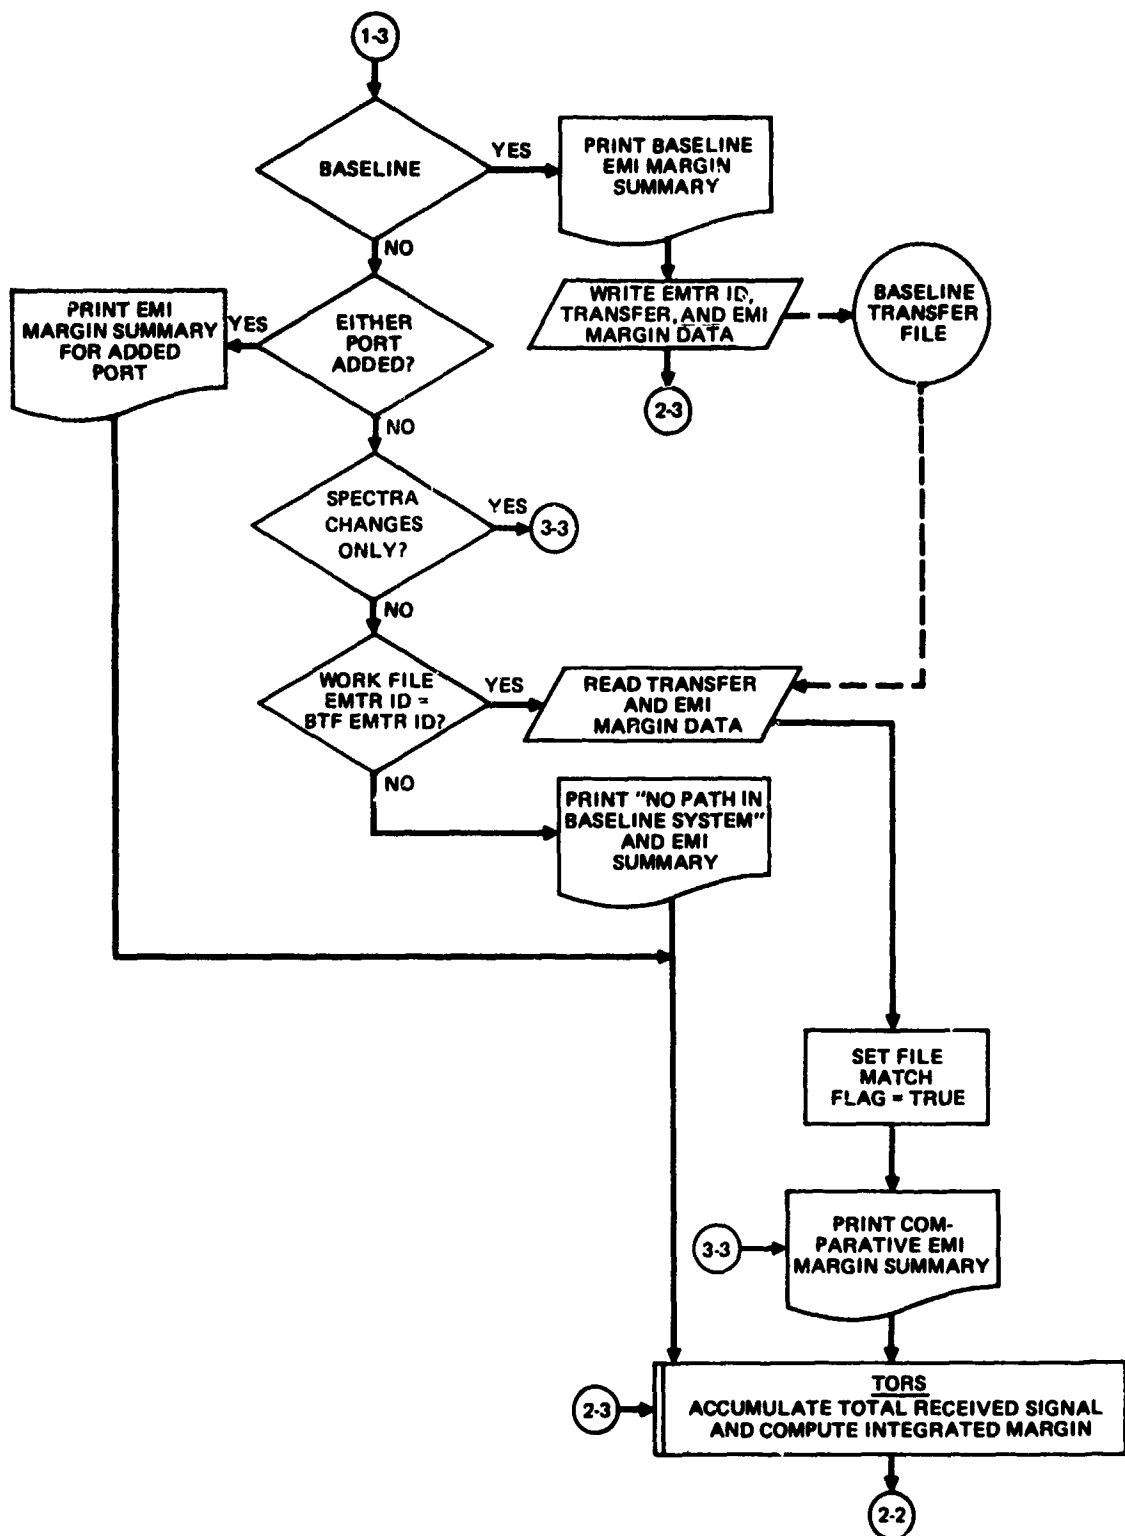 1-3
BASELINE
YES
PRINT BASELINE
EMI MARGIN
SUMMARY
NO
WRITE EMTR ID,
TRANSFER, AND EMI
MARGIN DATA
BASELINE
TRANSFER
FILE
PRINT EMI
MARGIN SUMMARY
FOR ADDED
PORT
YES
EITHER
PORT
ADDED?
2-3
NO
SPECTRA
CHANGES
ONLY?
YES
3-3
NO
WORK FILE
EMTR ID =
BTF EMTR ID?
YES
READ TRANSFER
AND EMI
MARGIN DATA
NO
PRINT "NO PATH IN
BASELINE SYSTEM"
AND EMI
SUMMARY
SET FILE
MATCH
FLAG = TRUE
3-3
PRINT COM-
PARATIVE EMI
MARGIN SUMMARY
2-3
TORS
ACCUMULATE TOTAL RECEIVED SIGNAL
AND COMPUTE INTEGRATED MARGIN
2-2